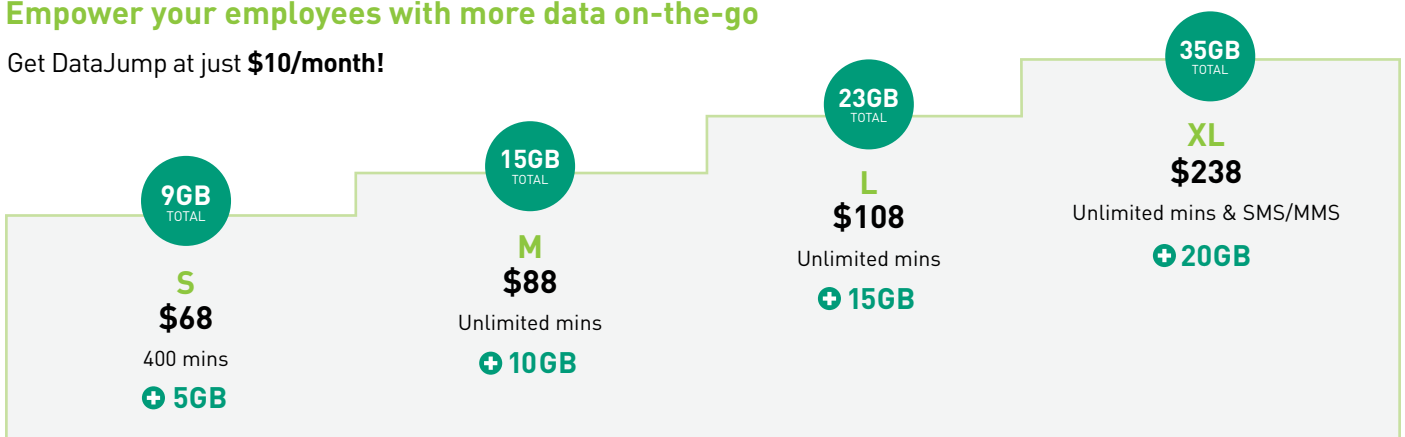 Empower your employees with more data on-the-go
Get DataJump at just $10/month!
9GB
TOTAL
S
$68
400 mins
+ 5GB
15GB
TOTAL
M
$88
Unlimited mins
+ 10GB
23GB
TOTAL
L
$108
Unlimited mins
+ 15GB
35GB
TOTAL
XL
$238
Unlimited mins & SMS/MMS
+ 20GB